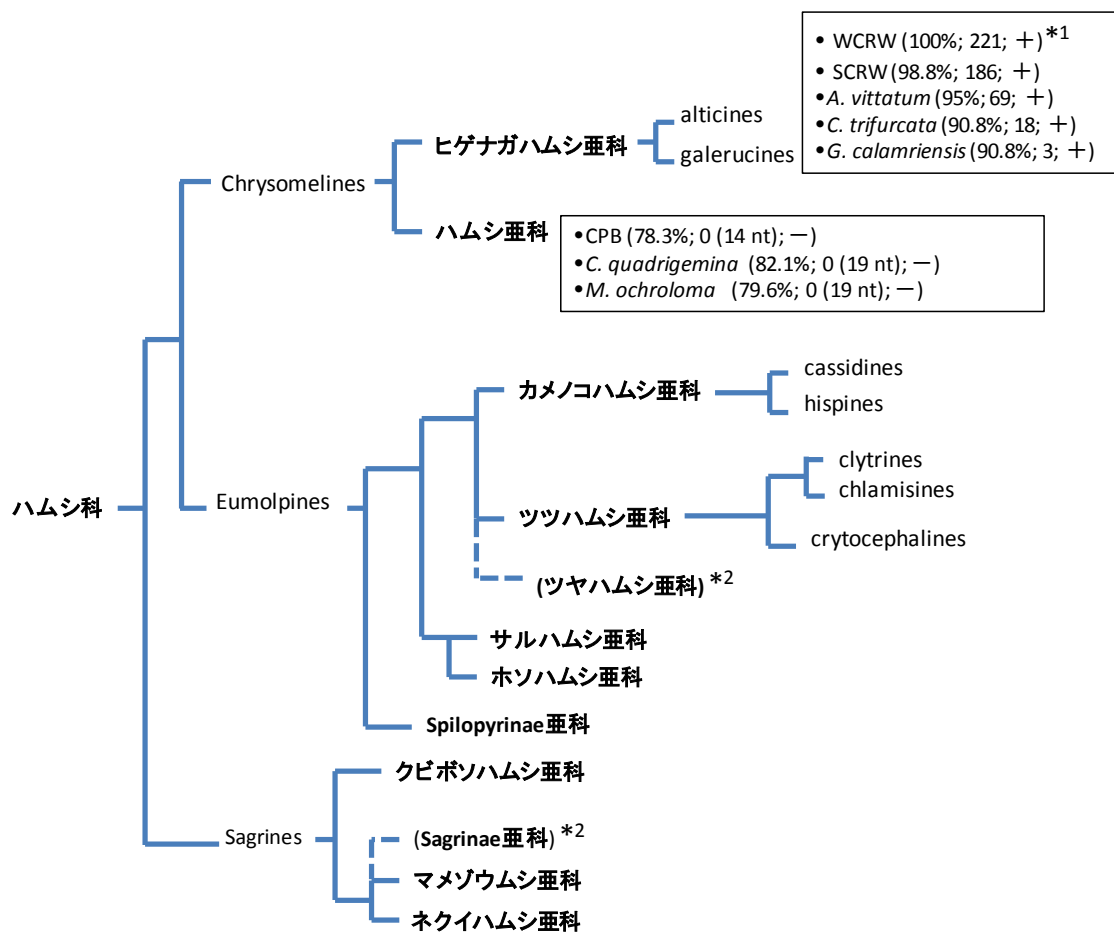 • WCRW (100%; 221; +)*1
• SCRW (98.8%; 186; +)
• A. vittatum (95%; 69; +)
• C. trifurcata (90.8%; 18; +)
• G. calamriensis (90.8%; 3; +)
alticines
ヒゲナガハムシ亜科
galerucines
Chrysomelines
ハムシ亜科
•CPB (78.3%; 0 (14 nt); ー)
•C. quadrigemina (82.1%; 0 (19 nt); ー)
•M. ochroloma (79.6%; 0 (19 nt); ー)
cassidines
カメノコハムシ亜科
hispines
clytrines
chlamisines
ハムシ科
Eumolpines
ツツハムシ亜科
crytocephalines
(ツヤハムシ亜科) *2
サルハムシ亜科
ホソハムシ亜科
Spilopyrinae亜科
クビボソハムシ亜科
Sagrines
(Sagrinae亜科) *2
マメゾウムシ亜科
ネクイハムシ亜科